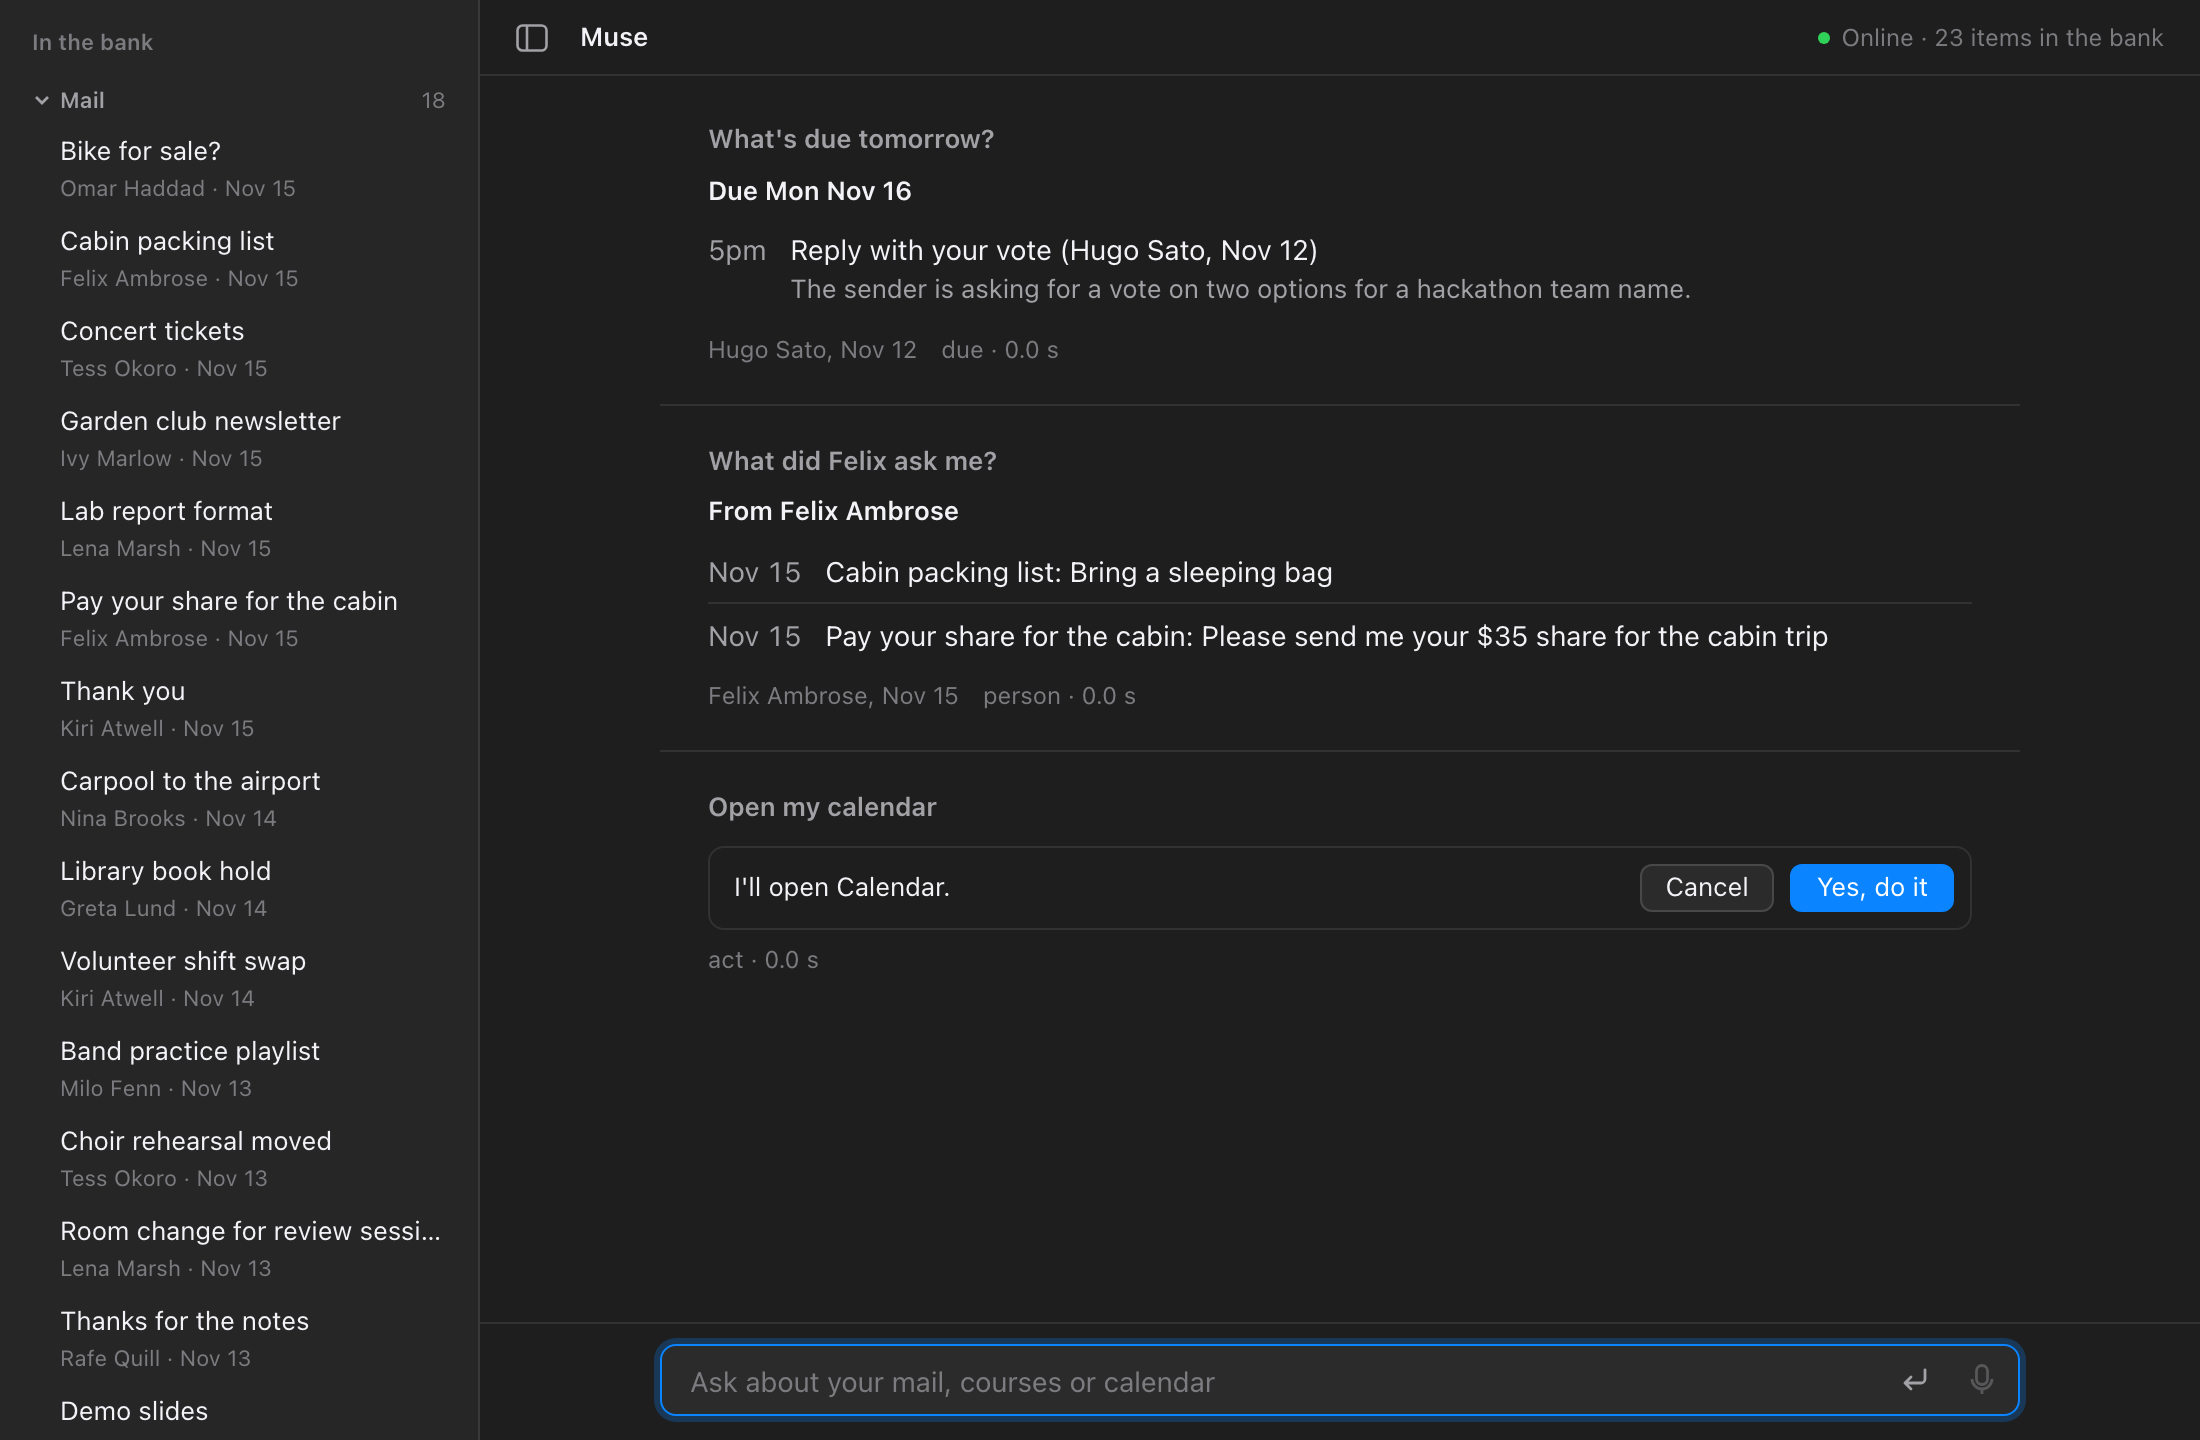 In the bank
Mail 18
Bike for sale?
Omar Haddad · Nov 15
Cabin packing list
Felix Ambrose · Nov 15
Concert tickets
Tess Okoro · Nov 15
Garden club newsletter
Ivy Marlow · Nov 15
Lab report format
Lena Marsh · Nov 15
Pay your share for the cabin
Felix Ambrose · Nov 15
Thank you
Kiri Atwell · Nov 15
Carpool to the airport
Nina Brooks · Nov 14
Library book hold
Greta Lund · Nov 14
Volunteer shift swap
Kiri Atwell · Nov 14
Band practice playlist
Milo Fenn · Nov 13
Choir rehearsal moved
Tess Okoro · Nov 13
Room change for review sessi...
Lena Marsh · Nov 13
Thanks for the notes
Rafe Quill · Nov 13
Demo slides
Muse
Online · 23 items in the bank
What's due tomorrow?
Due Mon Nov 16
5pm Reply with your vote (Hugo Sato, Nov 12)
The sender is asking for a vote on two options for a hackathon team name.
Hugo Sato, Nov 12 due · 0.0 s
What did Felix ask me?
From Felix Ambrose
Nov 15 Cabin packing list: Bring a sleeping bag
Nov 15 Pay your share for the cabin: Please send me your $35 share for the cabin trip
Felix Ambrose, Nov 15 person · 0.0 s
Open my calendar
I'll open Calendar. Cancel Yes, do it
act · 0.0 s
Ask about your mail, courses or calendar